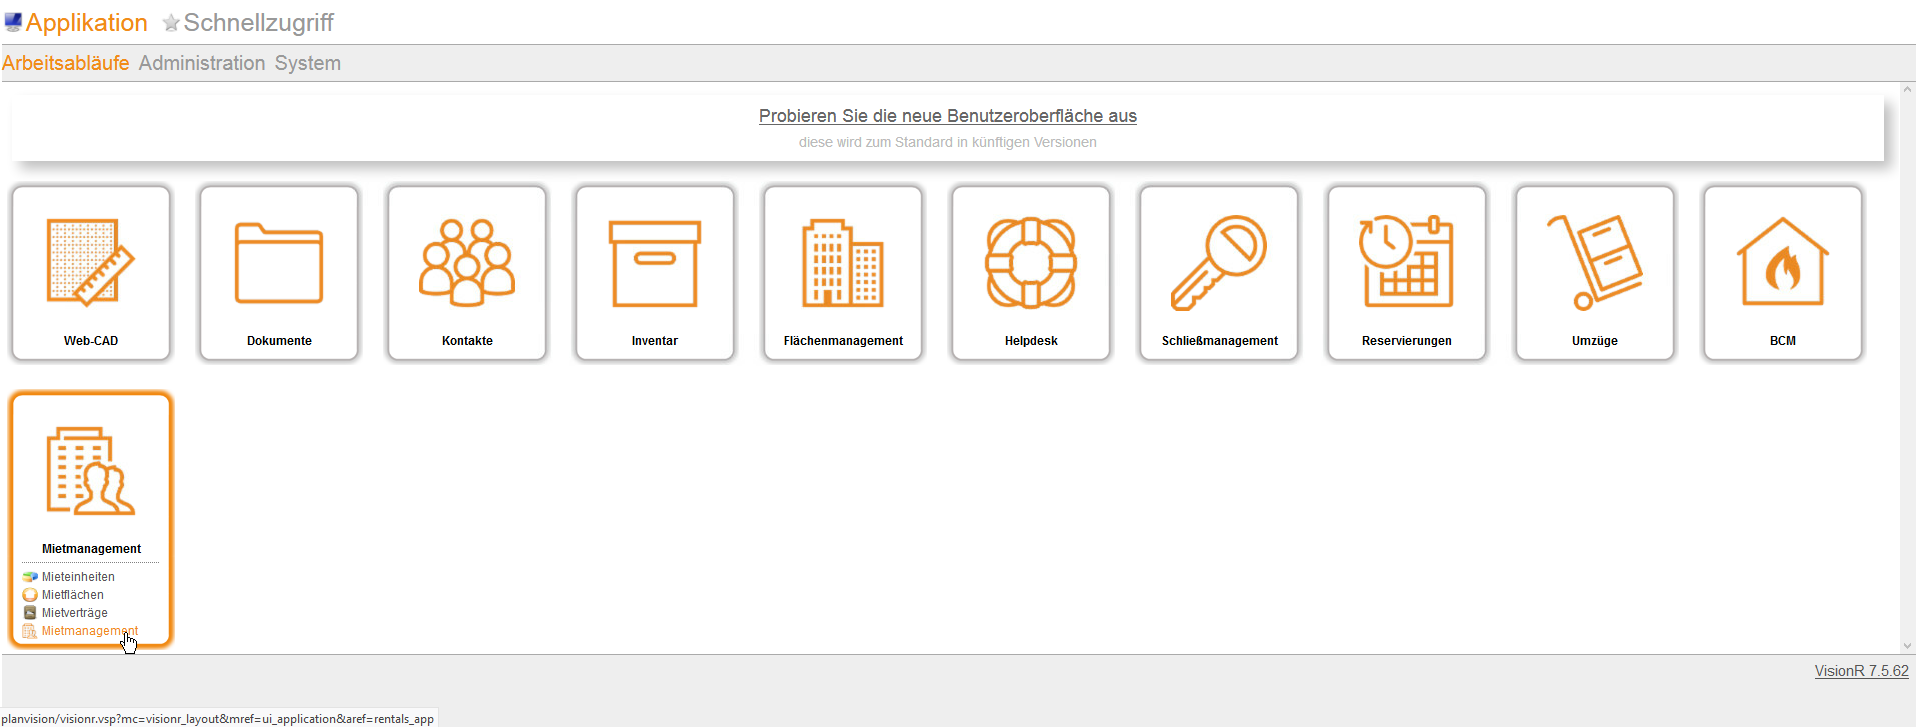 Applikation Schnellzugriff
Arbeitsabläufe Administration System
Probieren Sie die neue Benutzeroberfläche aus
diese wird zum Standard in künftigen Versionen
Web-CAD Dokumente Kontakte Inventar Flächenmanagement Helpdesk Schließmanagement Reservierungen Umzüge BCM
Mietmanagement
Mieteinheiten
Mietflächen
Mietverträge
Mietmanagement
VisionR 7.5.62
planvision/visionr.vsp?mc=visionr_layout&mref=ui_application&aref=rentals_app